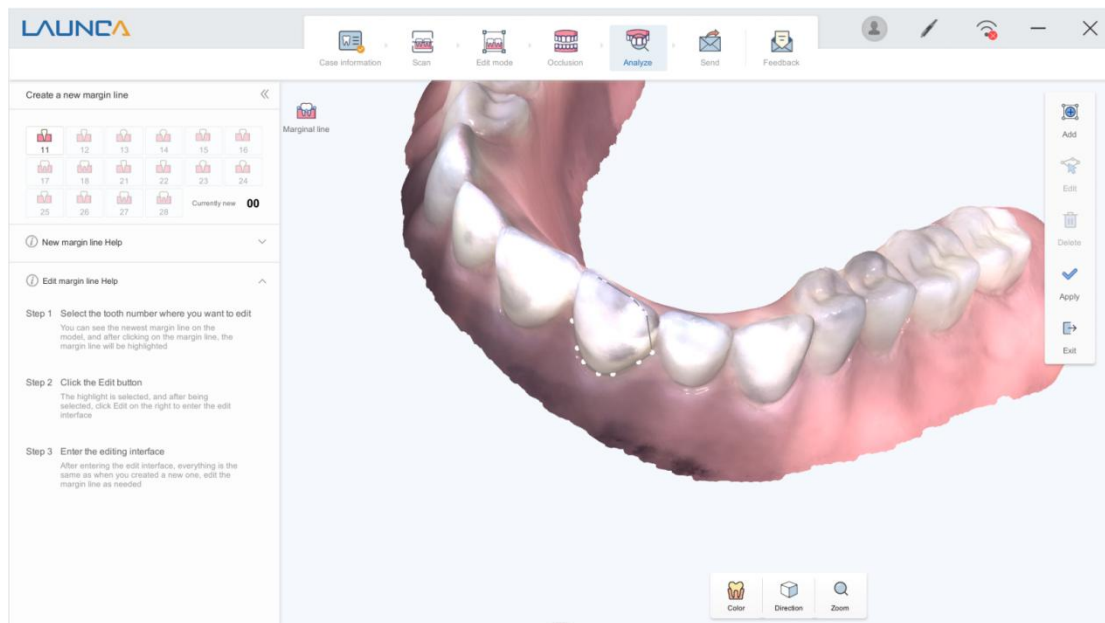 LAUNCA
Case information
Scan
Edit mode
Occlusion
Analyze
Send
Feedback
Create a new margin line
Marginal line
11 12 13 14 15 16
17 18 21 22 23 24
25 26 27 28 Currently new 00
New margin line Help
Edit margin line Help
Step 1 Select the tooth number where you want to edit
You can see the newest margin line on the
model, and after clicking on the margin line, the
margin line will be highlighted
Step 2 Click the Edit button
The highlight is selected, and after being
selected, click Edit on the right to enter the edit
interface
Step 3 Enter the editing interface
After entering the edit interface, everything is the
same as when you created a new one, edit the
margin line as needed
Add
Edit
Delete
Apply
Exit
Color
Direction
Zoom